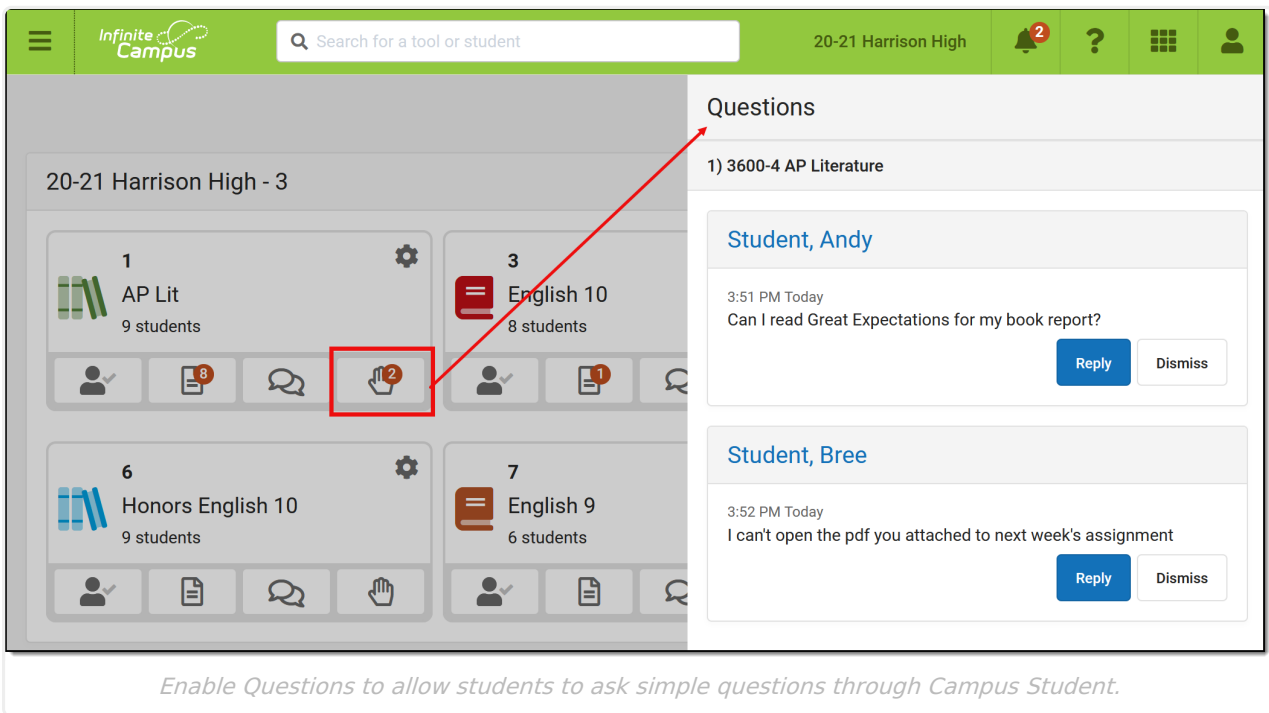 Infinite Campus
Search for a tool or student
20-21 Harrison High
2
?
Questions
1) 3600-4 AP Literature
20-21 Harrison High - 3
1
AP Lit
9 students
8
2
3
English 10
8 students
1
6
Honors English 10
9 students
7
English 9
6 students
Student, Andy
3:51 PM Today
Can I read Great Expectations for my book report?
Reply
Dismiss
Student, Bree
3:52 PM Today
I can't open the pdf you attached to next week's assignment
Reply
Dismiss
Enable Questions to allow students to ask simple questions through Campus Student.